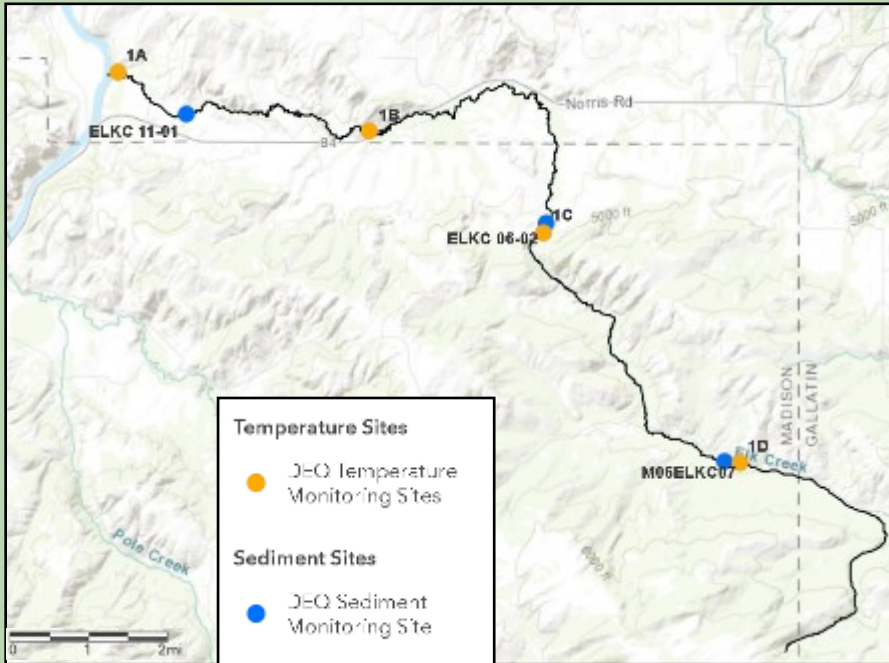 1A
ELKC 11-01
1B
84
Norris Rd
1C
5000 ft
ELKC 06-02
5000 ft
MADISON
GALLATIN
1D
Elk Creek
M06ELKC07
Pole Creek
6000 ft
Temperature Sites
DEQ Temperature
Monitoring Sites
Sediment Sites
DEQ Sediment
Monitoring Site
0 1 2mi